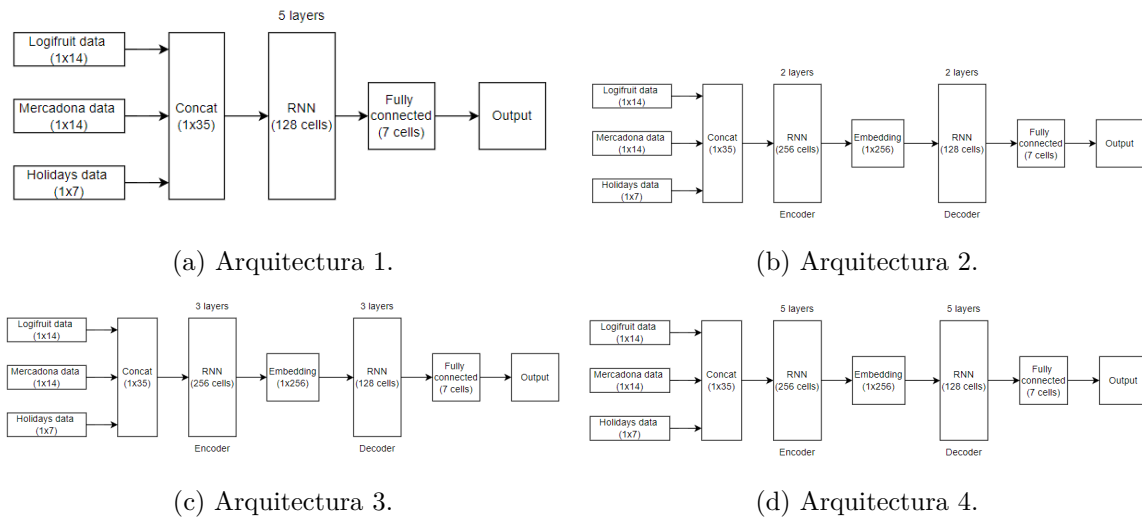 5 layers
Logifruit data
(1x14)
Mercadona data
(1x14)
Holidays data
(1x7)
Concat
(1x35)
RNN
(128 cells)
Fully
connected
(7 cells)
Output
(a) Arquitectura 1.
2 layers
2 layers
Logifruit data
(1x14)
Mercadona data
(1x14)
Holidays data
(1x7)
Concat
(1x35)
RNN
(256 cells)
Embedding
(1x256)
RNN
(128 cells)
Fully
connected
(7 cells)
Output
Encoder
Decoder
(b) Arquitectura 2.
3 layers
3 layers
Logifruit data
(1x14)
Mercadona data
(1x14)
Holidays data
(1x7)
Concat
(1x35)
RNN
(256 cells)
Embedding
(1x256)
RNN
(128 cells)
Fully
connected
(7 cells)
Output
Encoder
Decoder
(c) Arquitectura 3.
5 layers
5 layers
Logifruit data
(1x14)
Mercadona data
(1x14)
Holidays data
(1x7)
Concat
(1x35)
RNN
(256 cells)
Embedding
(1x256)
RNN
(128 cells)
Fully
connected
(7 cells)
Output
Encoder
Decoder
(d) Arquitectura 4.